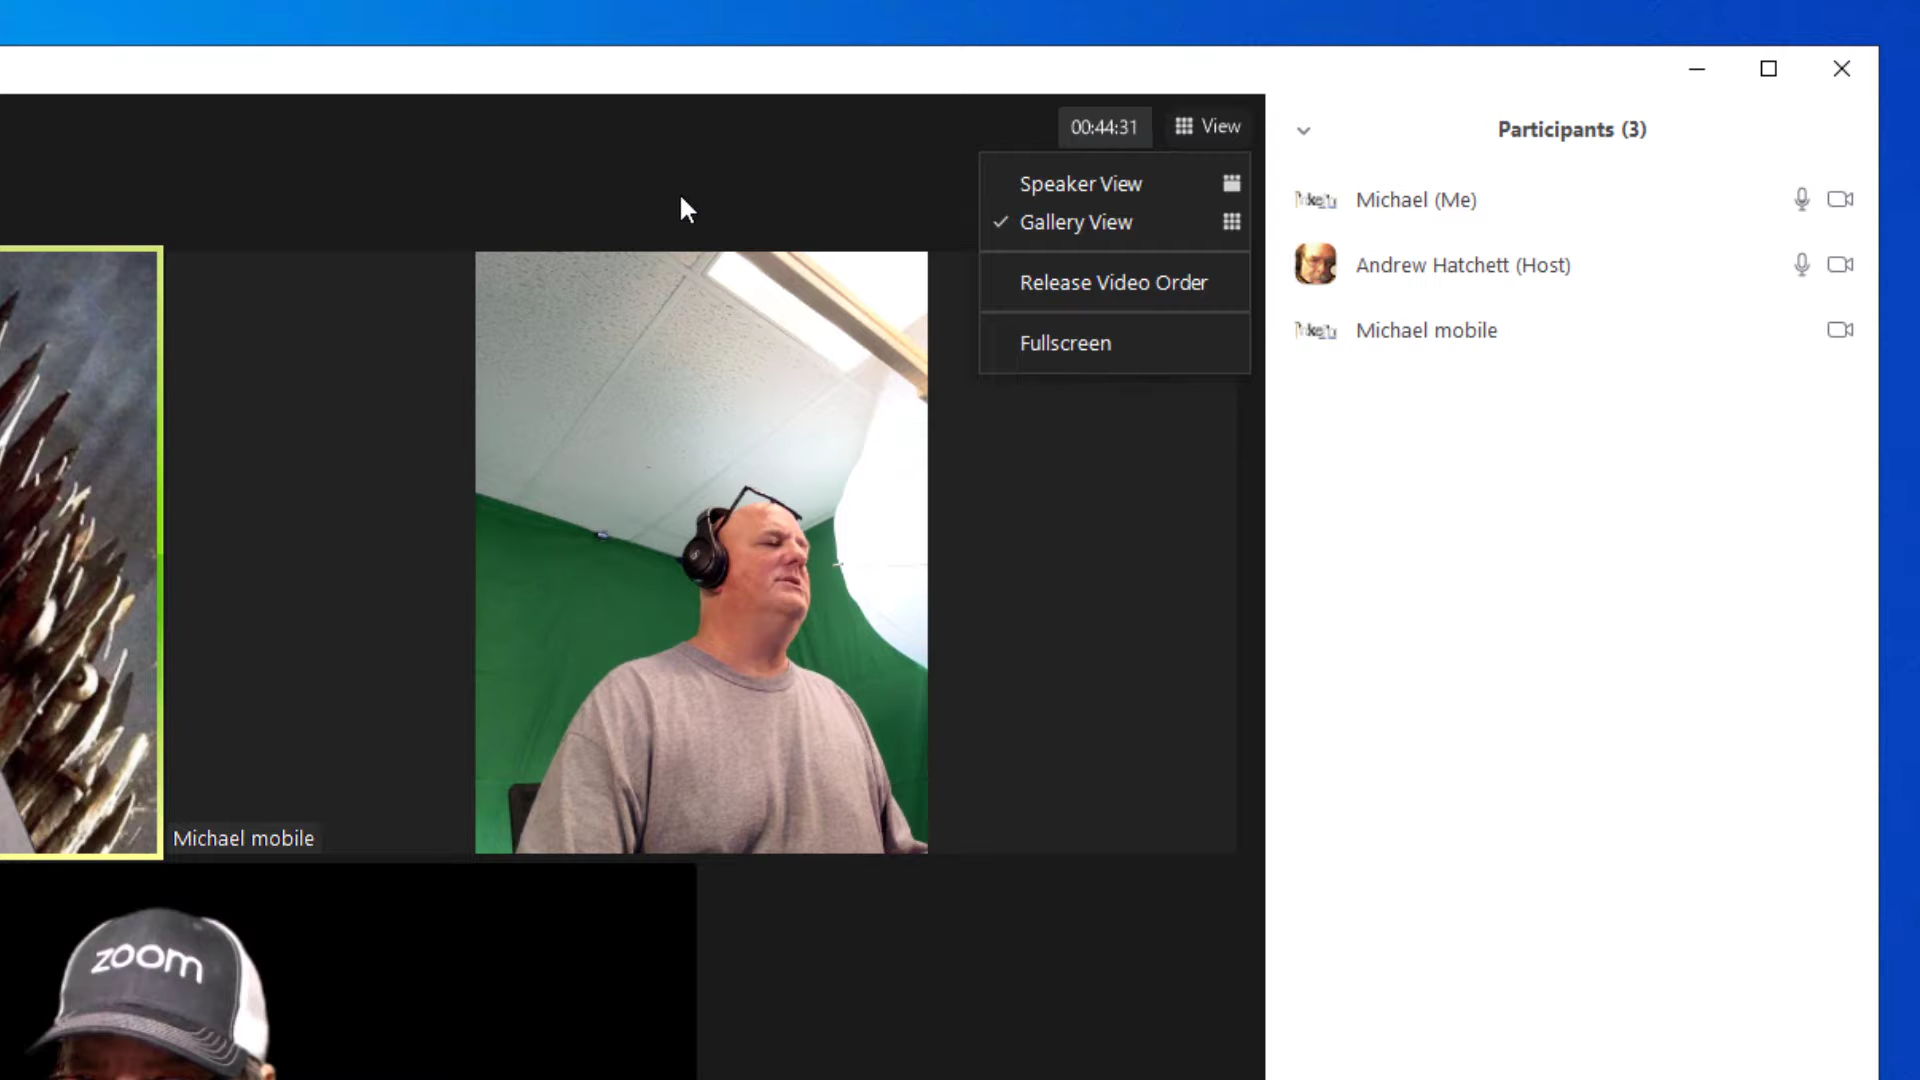 00:44:31 View
Speaker View
Gallery View
Release Video Order
Fullscreen
Participants (3)
Michael (Me)
Andrew Hatchett (Host)
Michael mobile
Michael mobile
zoom